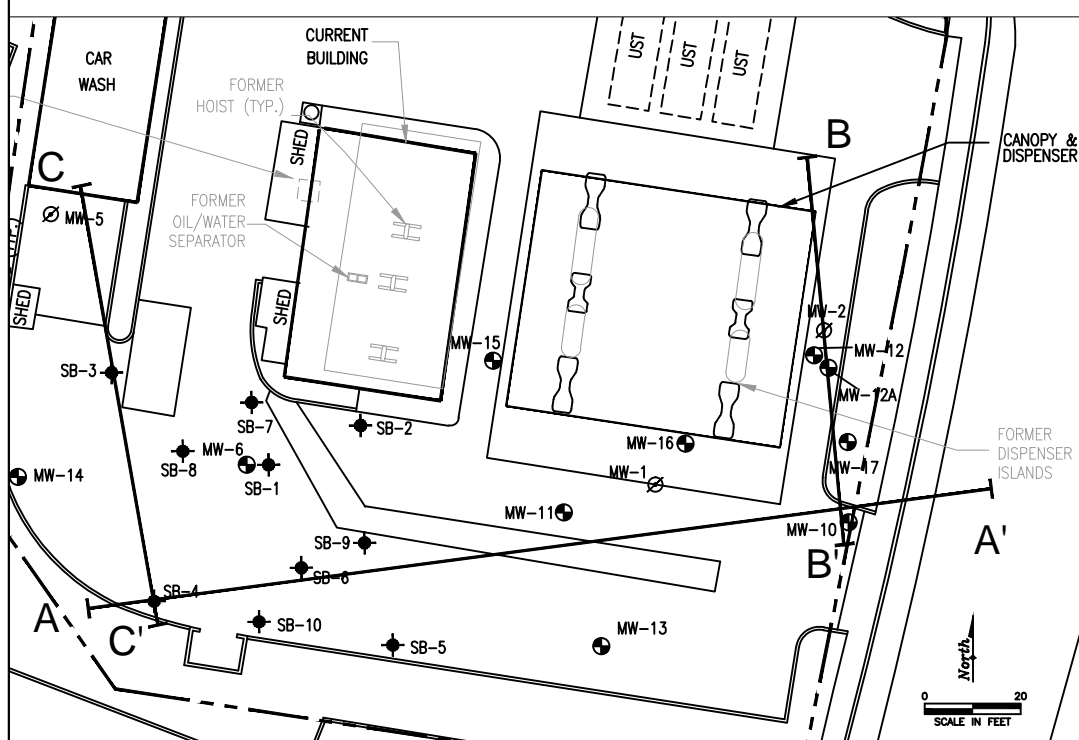 CAR
WASH
CURRENT
BUILDING
FORMER
HOIST (TYP.)
SHED
UST
UST
UST
B
CANOPY &
DISPENSER
C
MW-5
FORMER
OIL/WATER
SEPARATOR
SHED
SHED
MW-2
MW-12
MW-12A
MW-15
SB-3
SB-7
SB-2
MW-16
MW-17
FORMER
DISPENSER
ISLANDS
MW-6
SB-8
SB-1
MW-14
MW-1
MW-11
MW-10
A'
B'
SB-9
SB-6
SB-4
A
C'
SB-10
SB-5
MW-13
North
0 20
SCALE IN FEET